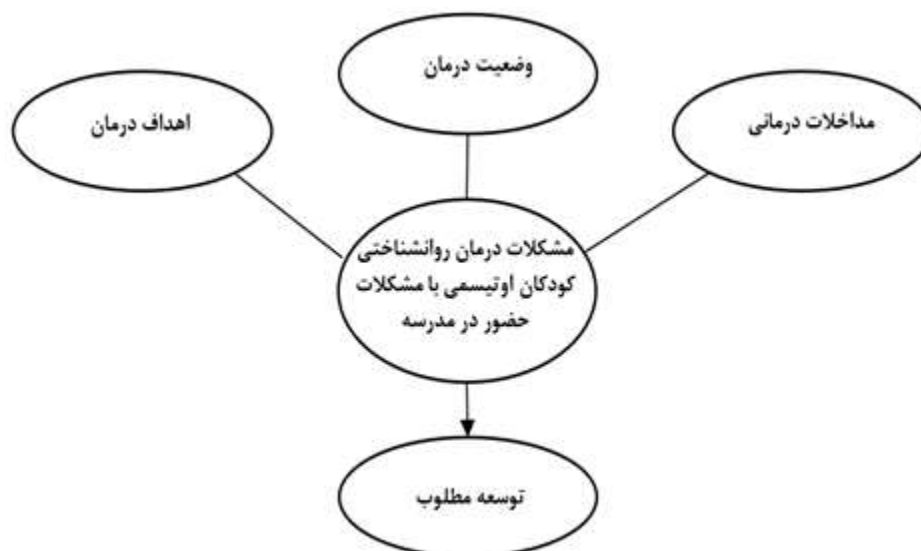 وضعیت درمان
اهداف درمان
مداخلات درمانی
مشکلات درمان روانشناختی
کودکان اوتیسمی با مشکلات
حضور در مدرسه
توسعه مطلوب